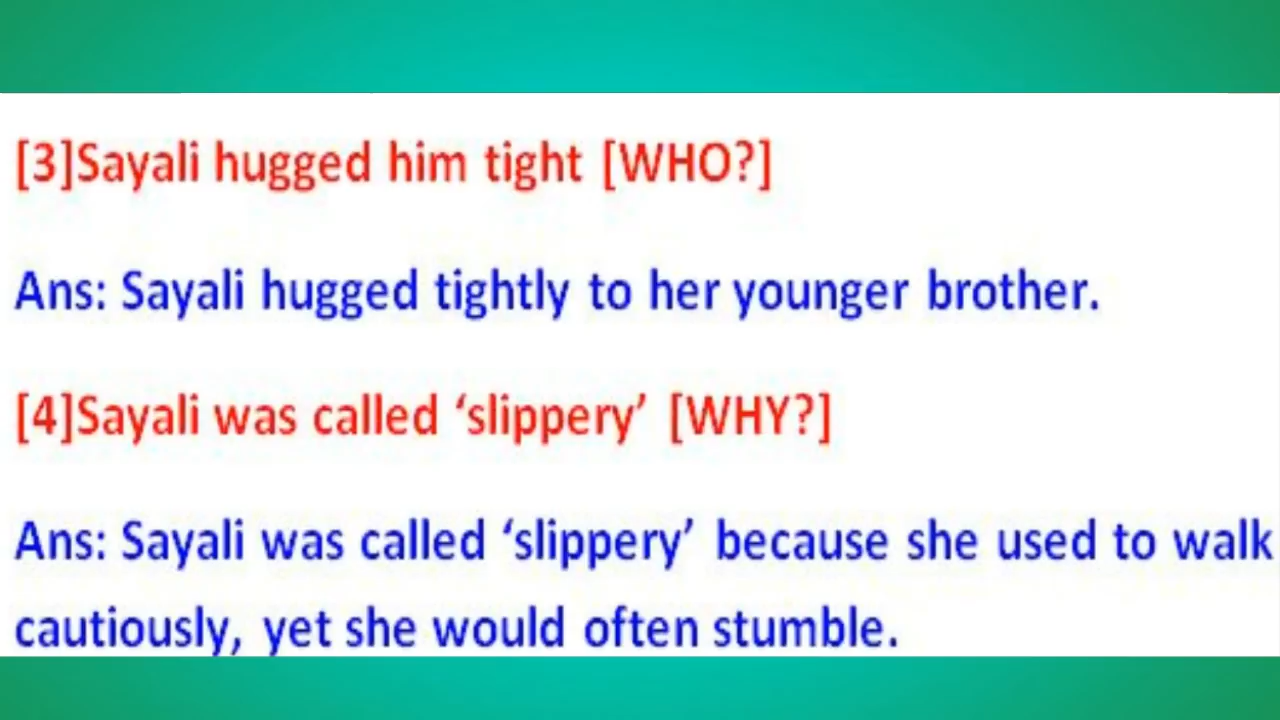 [3]Sayali hugged him tight [WHO?]
Ans: Sayali hugged tightly to her younger brother.
[4]Sayali was called ‘slippery’ [WHY?]
Ans: Sayali was called ‘slippery’ because she used to walk
cautiously, yet she would often stumble.